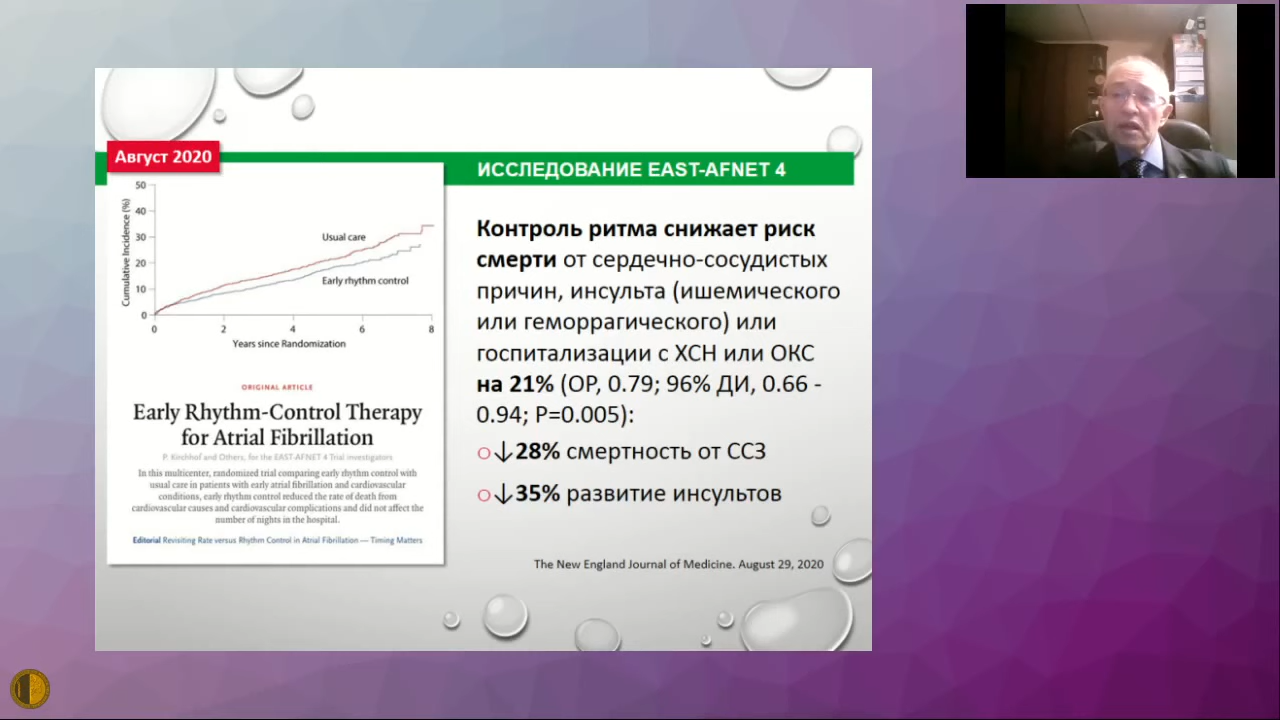 Август 2020
ИССЛЕДОВАНИЕ EAST-AFNET 4
50
40
30
20
10
0
Cumulative Incidence (%)
Usual care
Early rhythm control
0 2 4 6 8
Years since Randomization
ORIGINAL ARTICLE
Early Rhythm-Control Therapy
for Atrial Fibrillation
P. Kirchhof and Others, for the EAST-AFNET 4 Trial investigators
In this multicenter, randomized trial comparing early rhythm control with
usual care in patients with early atrial fibrillation and cardiovascular
conditions, early rhythm control reduced the rate of death from
cardiovascular causes and cardiovascular complications and did not affect the
number of nights in the hospital.
Editorial Revisiting Rate versus Rhythm Control in Atrial Fibrillation — Timing Matters
Контроль ритма снижает риск
смерти от сердечно-сосудистых
причин, инсульта (ишемического
или геморрагического) или
госпитализации с ХСН или ОКС
на 21% (ОР, 0.79; 96% ДИ, 0.66 -
0.94; P=0.005):
○↓28% смертность от ССЗ
○↓35% развитие инсультов
The New England Journal of Medicine. August 29, 2020